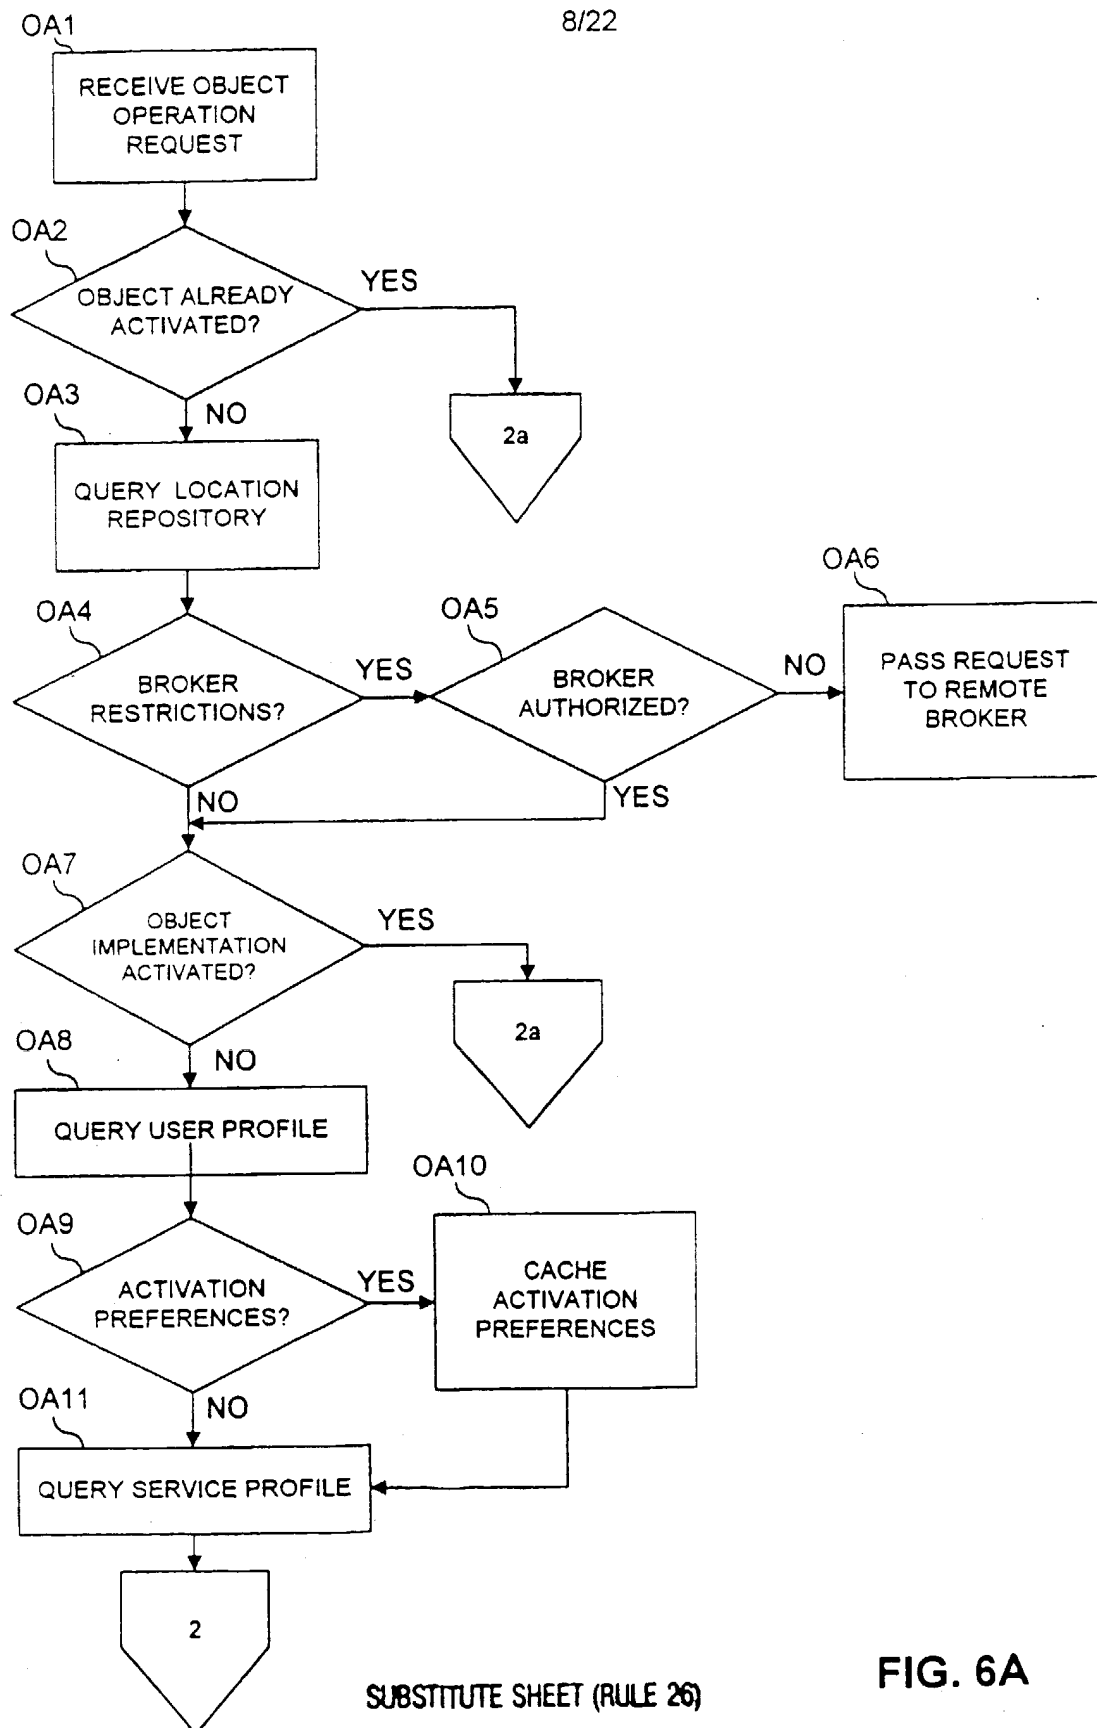 8/22
OA1
RECEIVE OBJECT
OPERATION
REQUEST
OA2
OBJECT ALREADY
ACTIVATED?
YES
2a
NO
OA3
QUERY LOCATION
REPOSITORY
OA4
BROKER
RESTRICTIONS?
YES
OA5
BROKER
AUTHORIZED?
NO
OA6
PASS REQUEST
TO REMOTE
BROKER
NO
YES
OA7
OBJECT
IMPLEMENTATION
ACTIVATED?
YES
2a
NO
OA8
QUERY USER PROFILE
OA9
ACTIVATION
PREFERENCES?
YES
OA10
CACHE
ACTIVATION
PREFERENCES
NO
OA11
QUERY SERVICE PROFILE
2
SUBSTITUTE SHEET (RULE 26)
FIG. 6A